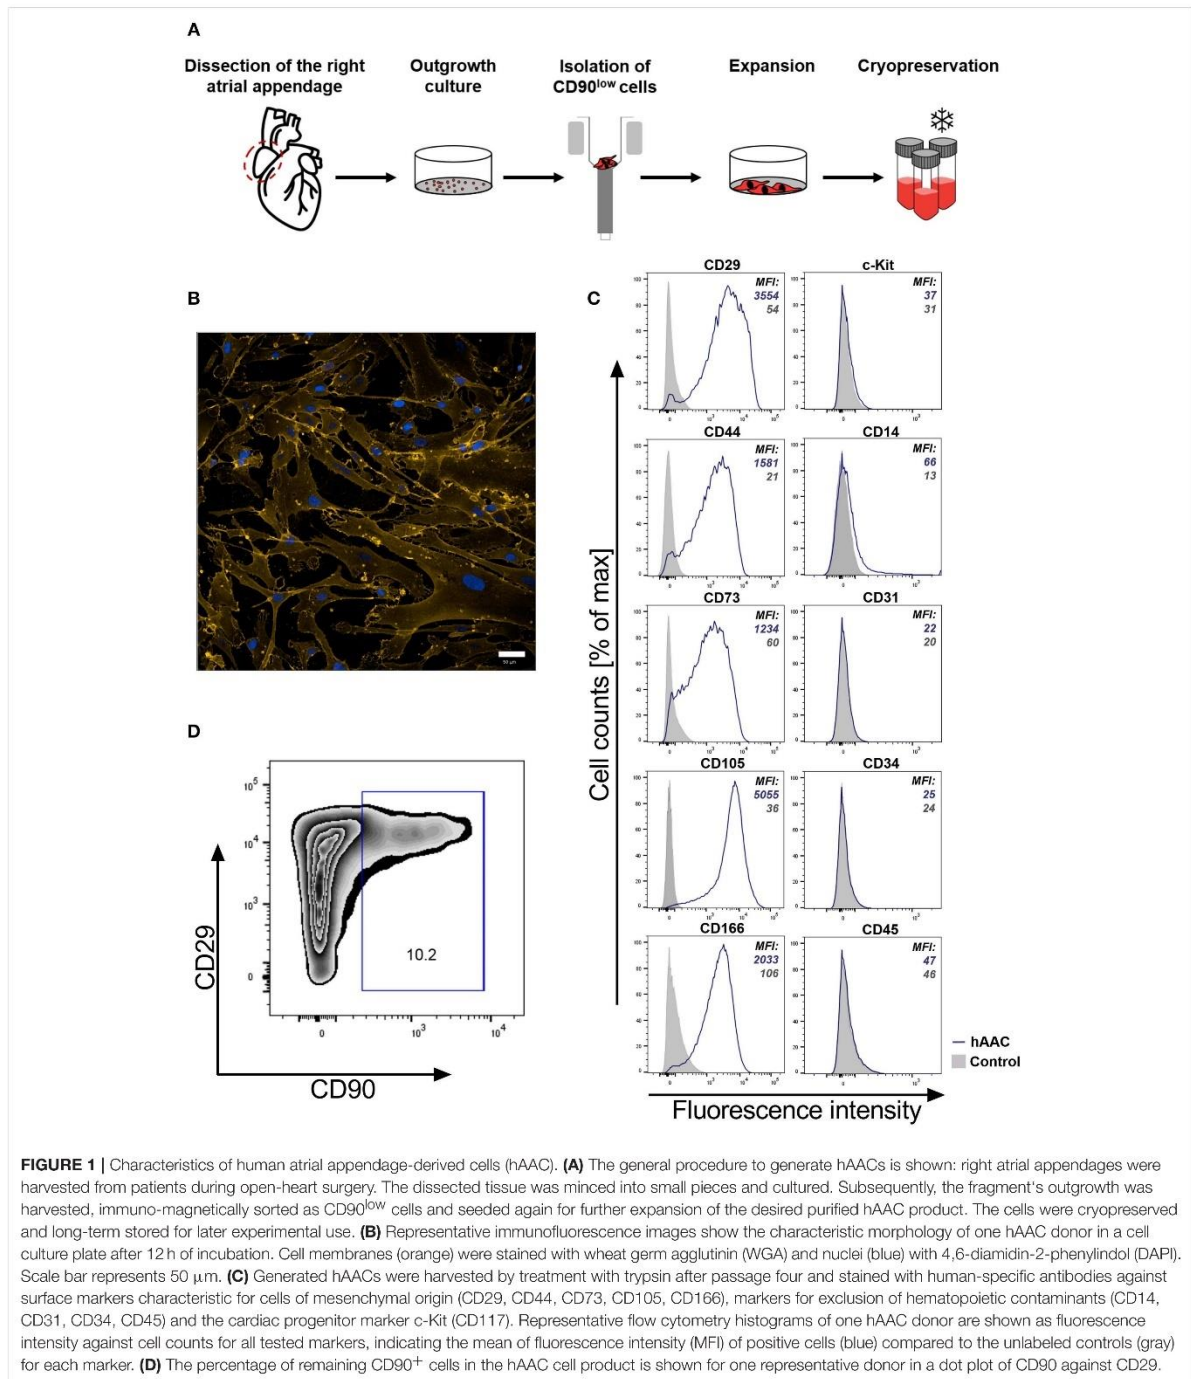 A
Dissection of the right
atrial appendage
Outgrowth
culture
Isolation of
CD90low cells
Expansion
Cryopreservation
B
50 µm
C
Cell counts [% of max]
CD29
MFI:
3554
54
c-Kit
MFI:
37
31
CD44
MFI:
1581
21
CD14
MFI:
66
13
CD73
MFI:
1234
60
CD31
MFI:
22
20
CD105
MFI:
5055
36
CD34
MFI:
25
24
CD166
MFI:
2033
106
CD45
MFI:
47
46
hAAC
Control
Fluorescence intensity
D
CD29
10^5
10^4
10^3
0
10.2
0
10^3
10^4
CD90
FIGURE 1 | Characteristics of human atrial appendage-derived cells (hAAC). (A) The general procedure to generate hAACs is shown: right atrial appendages were
harvested from patients during open-heart surgery. The dissected tissue was minced into small pieces and cultured. Subsequently, the fragment's outgrowth was
harvested, immuno-magnetically sorted as CD90low cells and seeded again for further expansion of the desired purified hAAC product. The cells were cryopreserved
and long-term stored for later experimental use. (B) Representative immunofluorescence images show the characteristic morphology of one hAAC donor in a cell
culture plate after 12 h of incubation. Cell membranes (orange) were stained with wheat germ agglutinin (WGA) and nuclei (blue) with 4,6-diamidin-2-phenylindol (DAPI).
Scale bar represents 50 µm. (C) Generated hAACs were harvested by treatment with trypsin after passage four and stained with human-specific antibodies against
surface markers characteristic for cells of mesenchymal origin (CD29, CD44, CD73, CD105, CD166), markers for exclusion of hematopoietic contaminants (CD14,
CD31, CD34, CD45) and the cardiac progenitor marker c-Kit (CD117). Representative flow cytometry histograms of one hAAC donor are shown as fluorescence
intensity against cell counts for all tested markers, indicating the mean of fluorescence intensity (MFI) of positive cells (blue) compared to the unlabeled controls (gray)
for each marker. (D) The percentage of remaining CD90+ cells in the hAAC cell product is shown for one representative donor in a dot plot of CD90 against CD29.